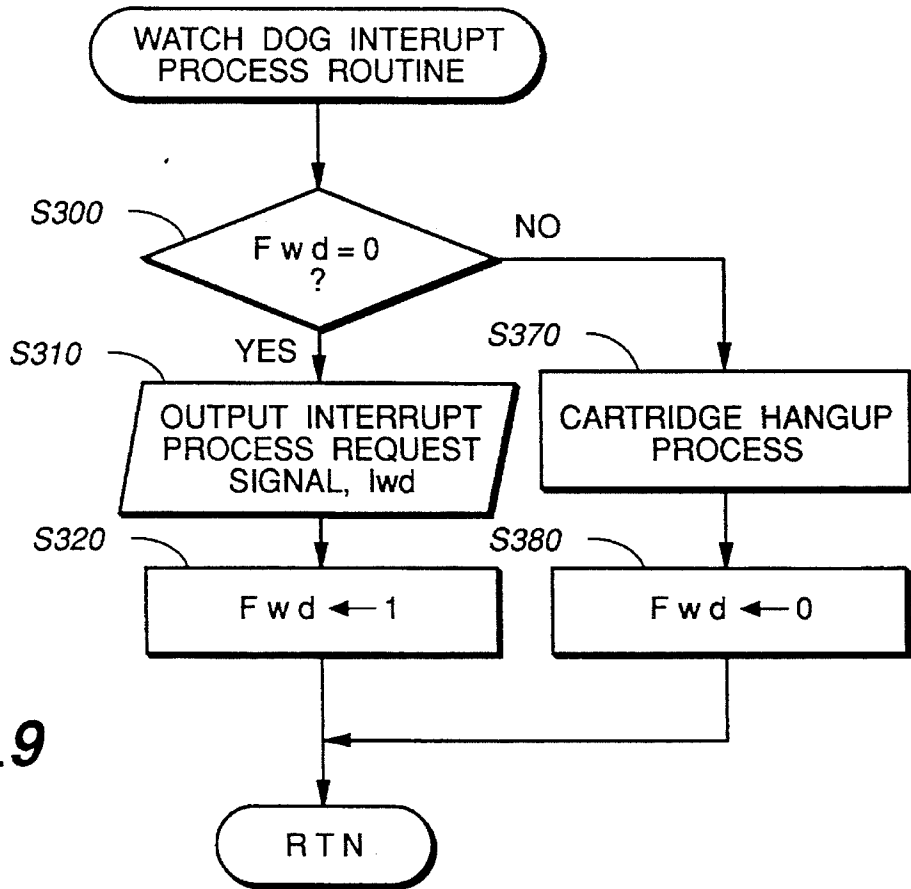 WATCH DOG INTERUPT
PROCESS ROUTINE
S300
F w d = 0
?
NO
YES
S310
OUTPUT INTERRUPT
PROCESS REQUEST
SIGNAL, Iwd
S370
CARTRIDGE HANGUP
PROCESS
S320
F w d ← 1
S380
F w d ← 0
.9
R T N